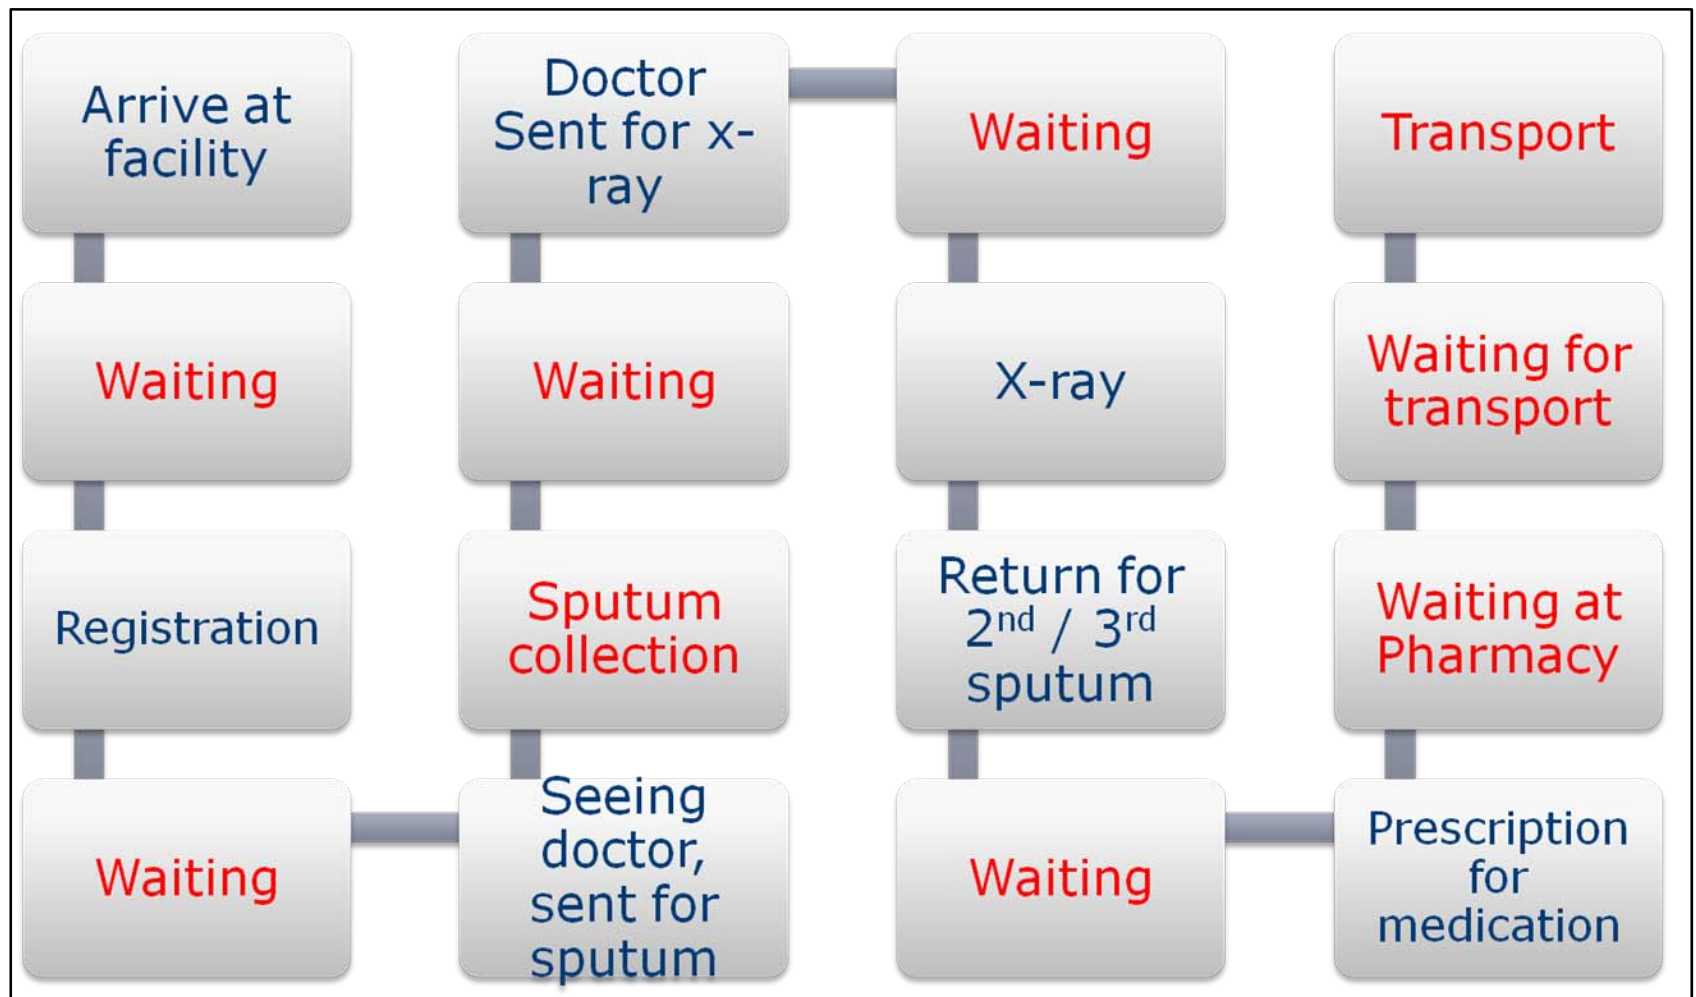 Arrive at
facility
Waiting
Registration
Waiting
Seeing
doctor,
sent for
sputum
Sputum
collection
Waiting
Doctor
Sent for x-
ray
Waiting
X-ray
Return for
2nd / 3rd
sputum
Waiting
Prescription
for
medication
Waiting at
Pharmacy
Waiting for
transport
Transport